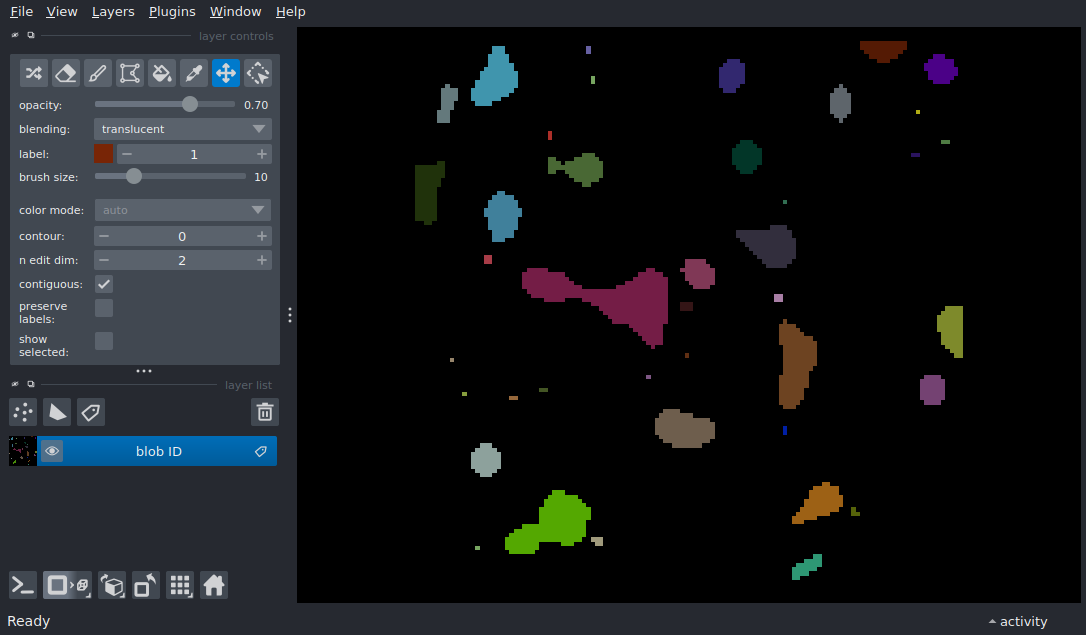 File View Layers Plugins Window Help
layer controls
opacity: 0.70
blending: translucent
label: 1
brush size: 10
color mode: auto
contour: 0
n edit dim: 2
contiguous:
preserve
labels:
show
selected:
layer list
blob ID
Ready
activity